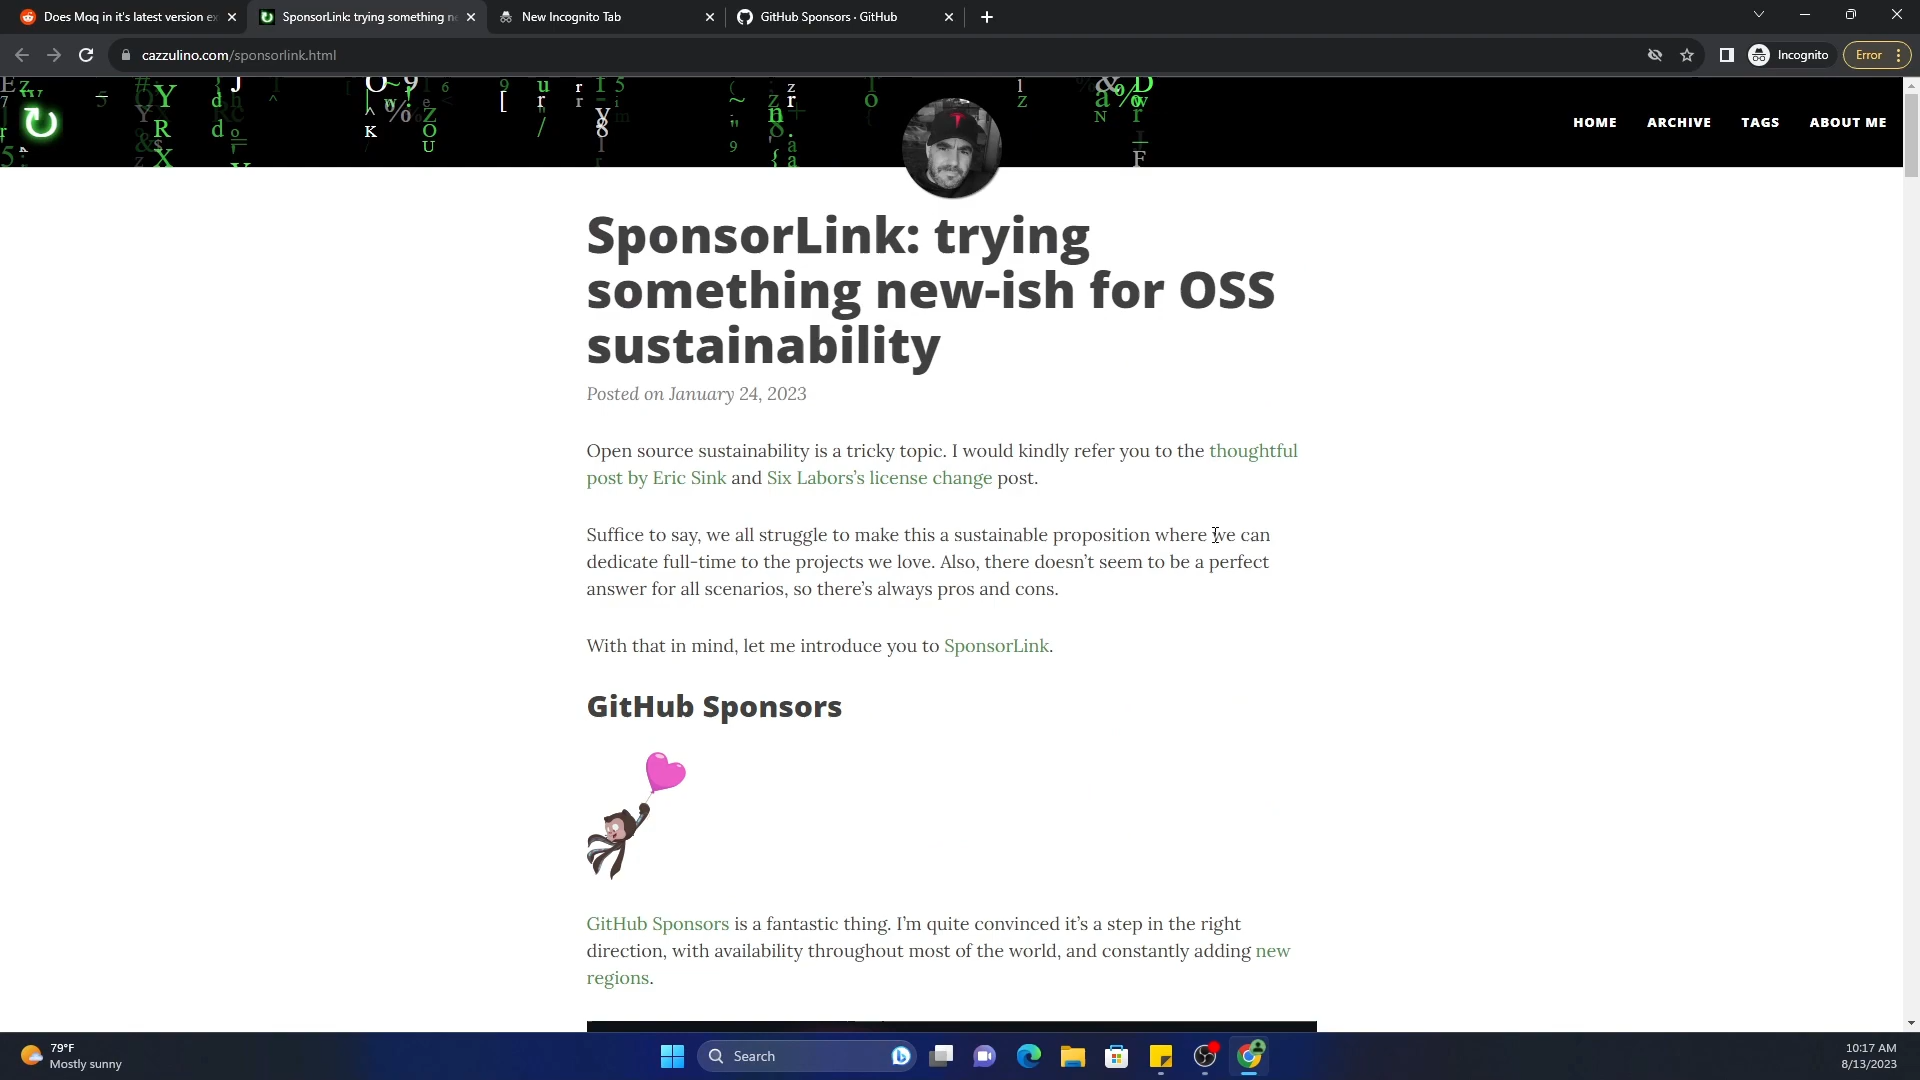 Does Moq in it's latest version ex
SponsorLink: trying something ne
New Incognito Tab
GitHub Sponsors · GitHub
cazzulino.com/sponsorlink.html
Incognito
Error
HOME
ARCHIVE
TAGS
ABOUT ME
SponsorLink: trying
something new-ish for OSS
sustainability
Posted on January 24, 2023
Open source sustainability is a tricky topic. I would kindly refer you to the thoughtful
post by Eric Sink and Six Labors’s license change post.
Suffice to say, we all struggle to make this a sustainable proposition where we can
dedicate full-time to the projects we love. Also, there doesn’t seem to be a perfect
answer for all scenarios, so there’s always pros and cons.
With that in mind, let me introduce you to SponsorLink.
GitHub Sponsors
GitHub Sponsors is a fantastic thing. I’m quite convinced it’s a step in the right
direction, with availability throughout most of the world, and constantly adding new
regions.
79°F
Mostly sunny
Search
10:17 AM
8/13/2023